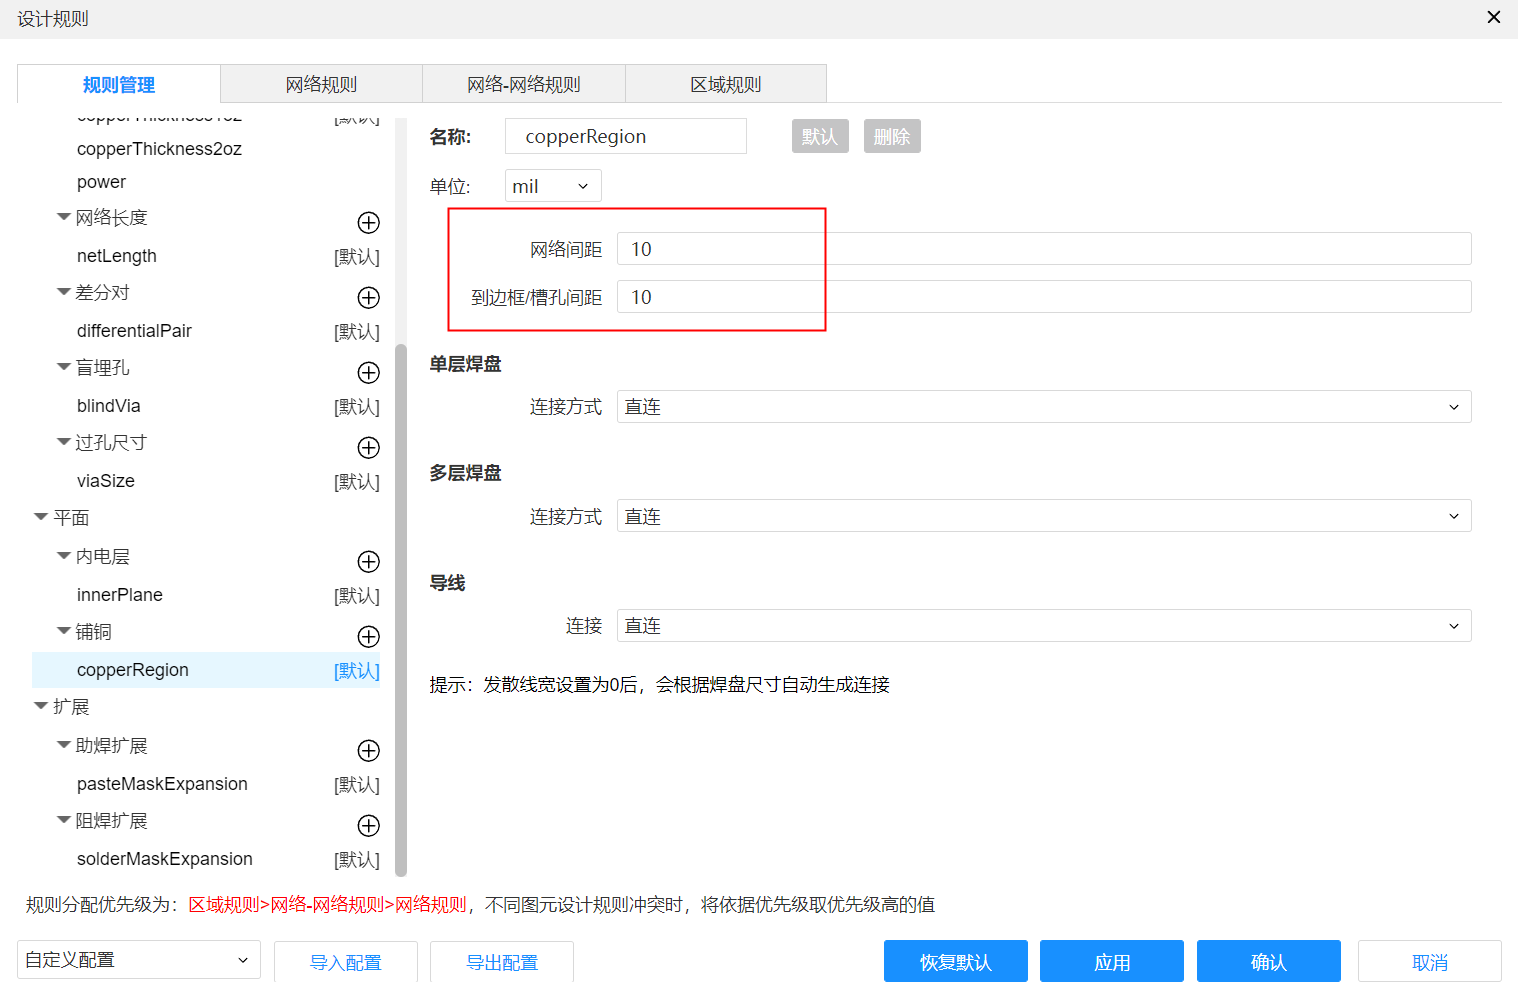 设计规则
规则管理
网络规则
网络-网络规则
区域规则
copperThickness1oz [默认]
copperThickness2oz
power
网络长度
netLength [默认]
差分对
differentialPair [默认]
盲埋孔
blindVia [默认]
过孔尺寸
viaSize [默认]
平面
内电层
innerPlane [默认]
铺铜
copperRegion [默认]
扩展
助焊扩展
pasteMaskExpansion [默认]
阻焊扩展
solderMaskExpansion [默认]
名称: copperRegion 默认 删除
单位: mil
网络间距 10
到边框/槽孔间距 10
单层焊盘
连接方式 直连
多层焊盘
连接方式 直连
导线
连接 直连
提示：发散线宽设置为0后，会根据焊盘尺寸自动生成连接
规则分配优先级为：区域规则>网络-网络规则>网络规则，不同图元设计规则冲突时，将依据优先级取优先级高的值
自定义配置 导入配置 导出配置 恢复默认 应用 确认 取消